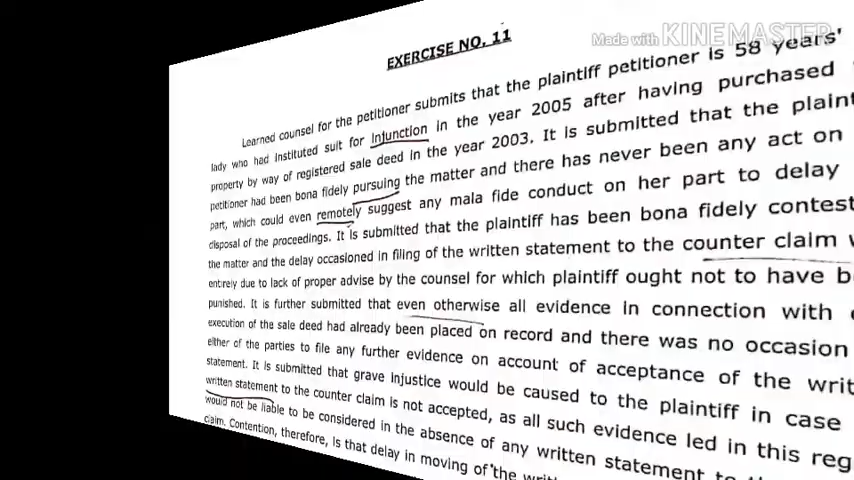 Made with KINEMASTER
EXERCISE NO. 11
Learned counsel for the petitioner submits that the plaintiff petitioner is 58 years'
lady who had instituted suit for injunction in the year 2005 after having purchased
property by way of registered sale deed in the year 2003. It is submitted that the plaint
petitioner had been bona fidely pursuing the matter and there has never been any act on
part, which could even remotely suggest any mala fide conduct on her part to delay
disposal of the proceedings. It is submitted that the plaintiff has been bona fidely contest
the matter and the delay occasioned in filing of the written statement to the counter claim
entirely due to lack of proper advise by the counsel for which plaintiff ought not to have b
punished. It is further submitted that even otherwise all evidence in connection with
execution of the sale deed had already been placed on record and there was no occasion
either of the parties to file any further evidence on account of acceptance of the writ
statement. It is submitted that grave injustice would be caused to the plaintiff in case
written statement to the counter claim is not accepted, as all such evidence led in this reg
would not be liable to be considered in the absence of any written statement to
claim. Contention, therefore, is that delay in moving of the